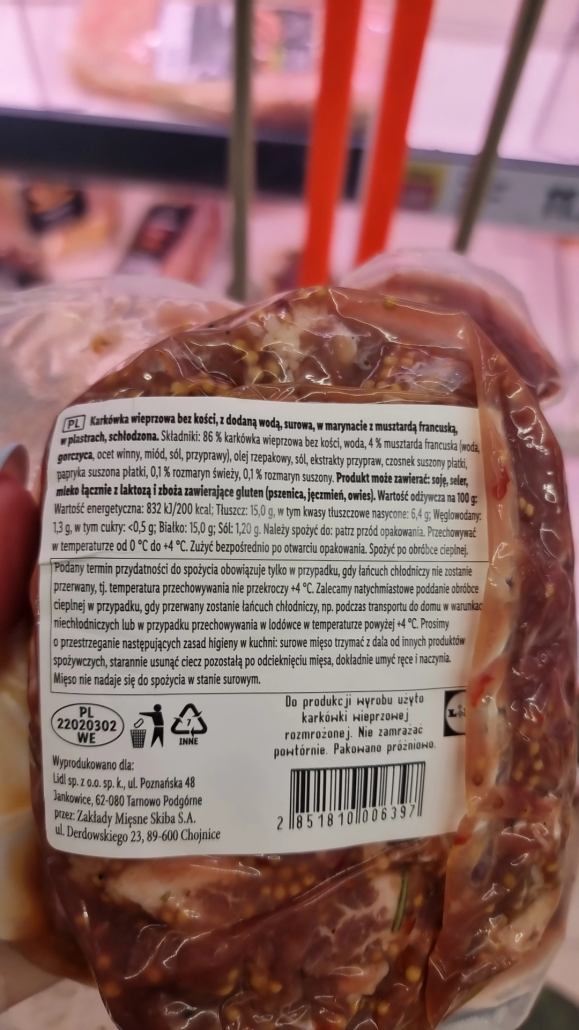 PL Karkówka wieprzowa bez kości, z dodaną wodą, surowa, w marynacie z musztardą francuską,
w plastrach, schłodzona. Składniki: 86 % karkówka wieprzowa bez kości, woda, 4 % musztarda francuska (woda,
gorczyca, ocet winny, miód, sól, przyprawy), olej rzepakowy, sól, ekstrakty przypraw, czosnek suszony płatki,
papryka suszona płatki, 0,1 % rozmaryn świeży, 0,1 % rozmaryn suszony. Produkt może zawierać: soję, seler,
mleko łącznie z laktozą i zboża zawierające gluten (pszenica, jęczmień, owies). Wartość odżywcza na 100 g:
Wartość energetyczna: 832 kJ/200 kcal; Tłuszcz: 15,0 g, w tym kwasy tłuszczowe nasycone: 6,4 g; Węglowodany:
1,3 g, w tym cukry: <0,5 g; Białko: 15,0 g; Sól: 1,20 g. Należy spożyć do: patrz przód opakowania. Przechowywać
w temperaturze od 0 °C do +4 °C. Zużyć bezpośrednio po otwarciu opakowania. Spożyć po obróbce cieplnej.
Podany termin przydatności do spożycia obowiązuje tylko w przypadku, gdy łańcuch chłodniczy nie zostanie
przerwany, tj. temperatura przechowywania nie przekroczy +4 °C. Zalecamy natychmiastowe poddanie obróbce
cieplnej w przypadku, gdy przerwany zostanie łańcuch chłodniczy, np. podczas transportu do domu w warunkac
niechłodniczych lub w przypadku przechowywania w lodówce w temperaturze powyżej +4 °C. Prosimy
o przestrzeganie następujących zasad higieny w kuchni: surowe mięso trzymać z dala od innych produktów
spożywczych, starannie usunąć ciecz pozostałą po odcieknięciu mięsa, dokładnie umyć ręce i naczynia.
Mięso nie nadaje się do spożycia w stanie surowym.
PL
22020302
WE
7
INNE
Do produkcji wyrobu użyto
karkówki wieprzowej
rozmrożonej. Nie zamrażać
powtórnie. Pakowano próżniowo.
Wyprodukowano dla:
Lidl sp. z o.o. sp. k., ul. Poznańska 48
Jankowice, 62-080 Tarnowo Podgórne
przez: Zakłady Mięsne Skiba S.A.
ul. Derdowskiego 23, 89-600 Chojnice
2 851810 006397